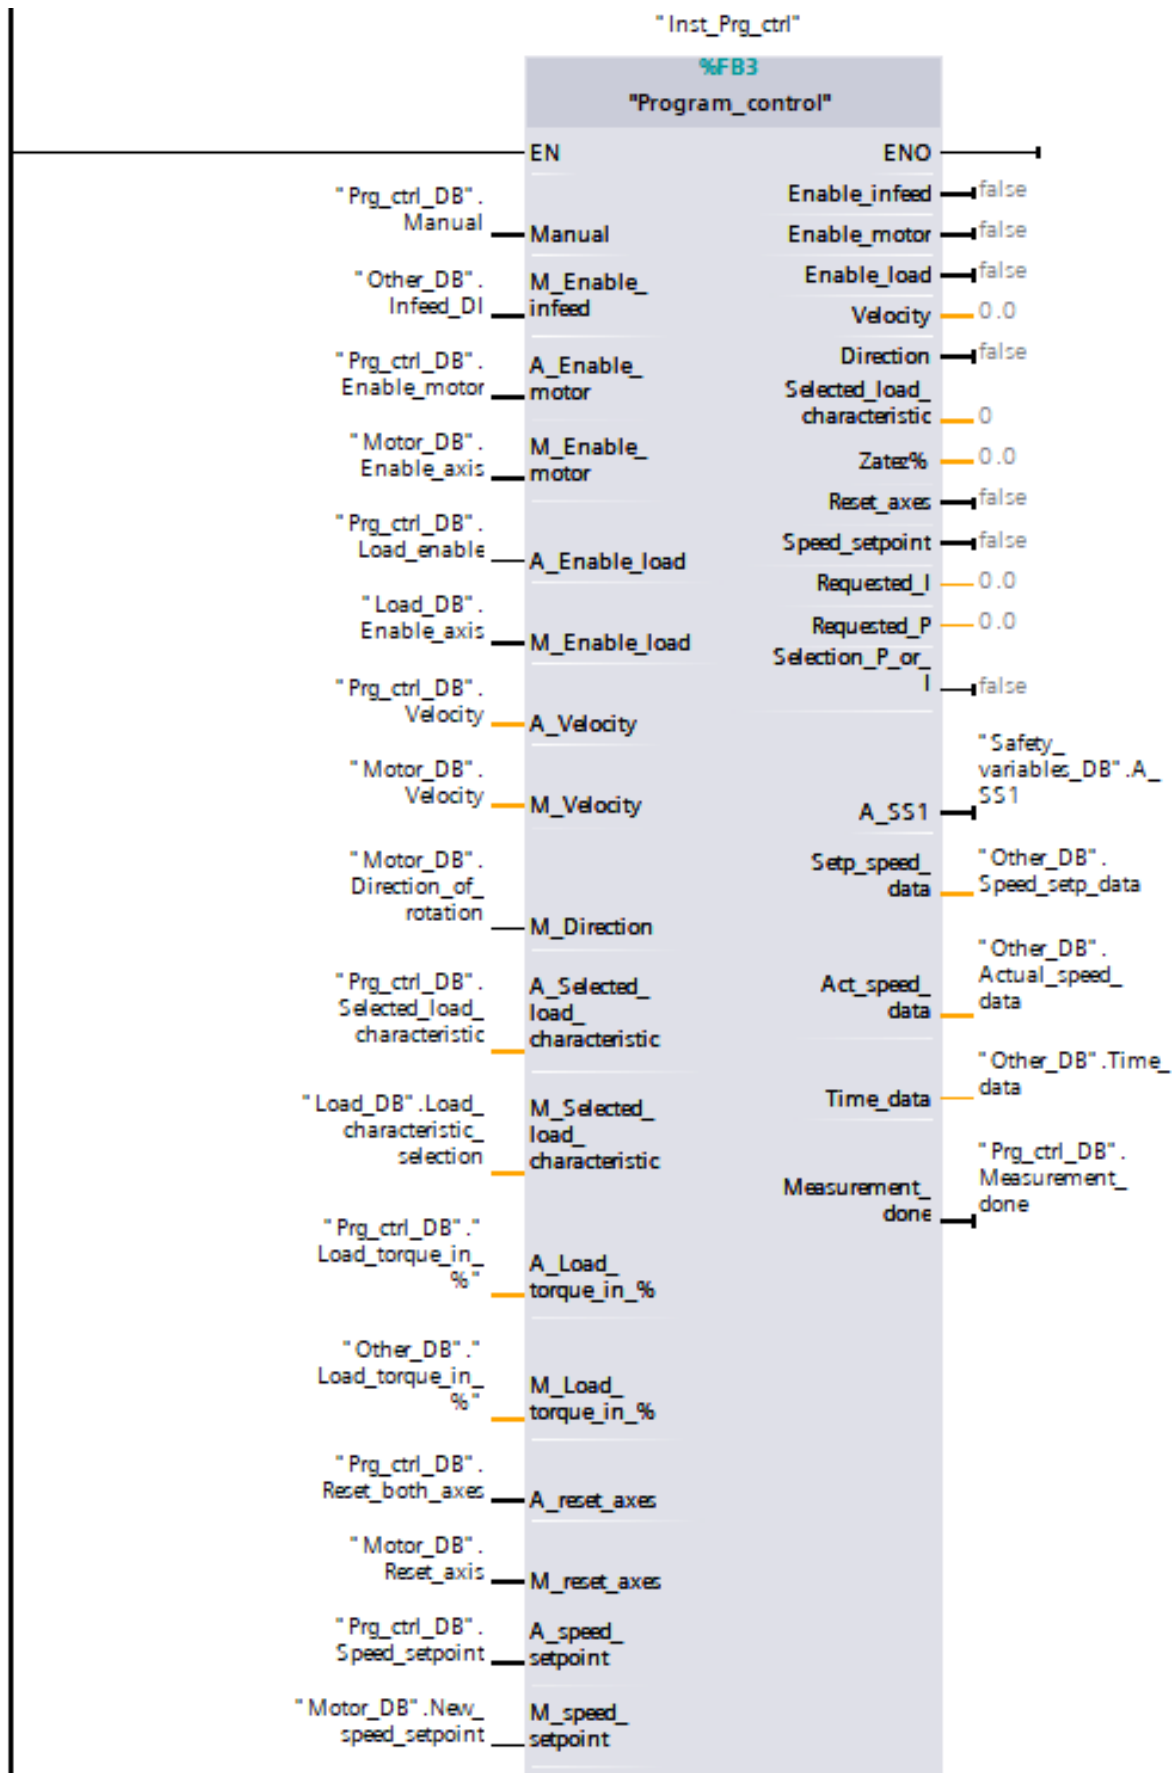 "Inst_Prg_ctrl"
%FB3
"Program_control"
EN
ENO
"Prg_ctrl_DB".
Manual
Manual
"Other_DB".
Infeed_DI
M_Enable_
infeed
"Prg_ctrl_DB".
Enable_motor
A_Enable_
motor
"Motor_DB".
Enable_axis
M_Enable_
motor
"Prg_ctrl_DB".
Load_enable
A_Enable_load
"Load_DB".
Enable_axis
M_Enable_load
"Prg_ctrl_DB".
Velocity
A_Velocity
"Motor_DB".
Velocity
M_Velocity
"Motor_DB".
Direction_of_
rotation
M_Direction
"Prg_ctrl_DB".
Selected_load_
characteristic
A_Selected_
load_
characteristic
"Load_DB".Load_
characteristic_
selection
M_Selected_
load_
characteristic
"Prg_ctrl_DB"."
Load_torque_in_
%"
A_Load_
torque_in_%
"Other_DB"."
Load_torque_in_
%"
M_Load_
torque_in_%
"Prg_ctrl_DB".
Reset_both_axes
A_reset_axes
"Motor_DB".
Reset_axis
M_reset_axes
"Prg_ctrl_DB".
Speed_setpoint
A_speed_
setpoint
"Motor_DB".New_
speed_setpoint
M_speed_
setpoint
Enable_infeed
false
Enable_motor
false
Enable_load
false
Velocity
0.0
Direction
false
Selected_load_
characteristic
0
Zatez%
0.0
Reset_axes
false
Speed_setpoint
false
Requested_I
0.0
Requested_P
0.0
Selection_P_or_
I
false
A_SS1
"Safety_
variables_DB".A_
SS1
Setp_speed_
data
"Other_DB".
Speed_setp_data
Act_speed_
data
"Other_DB".
Actual_speed_
data
Time_data
"Other_DB".Time_
data
Measurement_
done
"Prg_ctrl_DB".
Measurement_
done